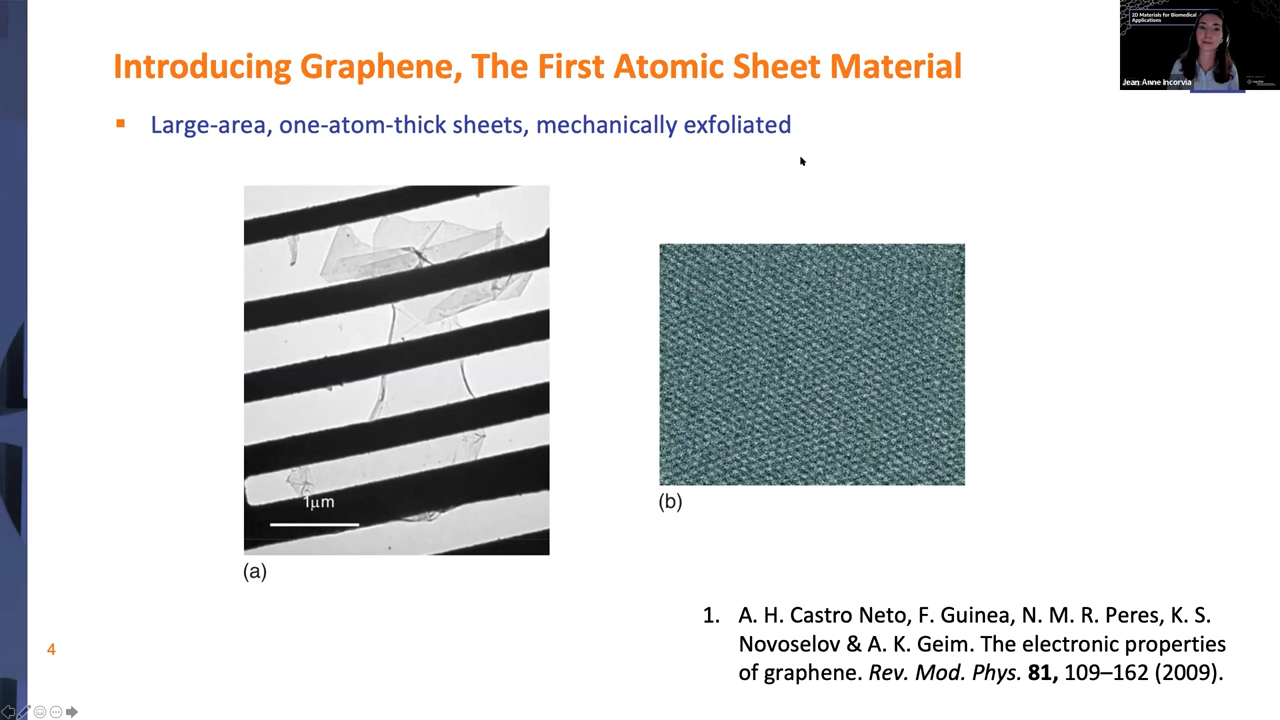 Introducing Graphene, The First Atomic Sheet Material
▪ Large-area, one-atom-thick sheets, mechanically exfoliated
2D Materials for Biomedical
Applications
Jean Anne Incorvia
1μm
(a)
(b)
1. A. H. Castro Neto, F. Guinea, N. M. R. Peres, K. S.
Novoselov & A. K. Geim. The electronic properties
of graphene. Rev. Mod. Phys. 81, 109–162 (2009).
4